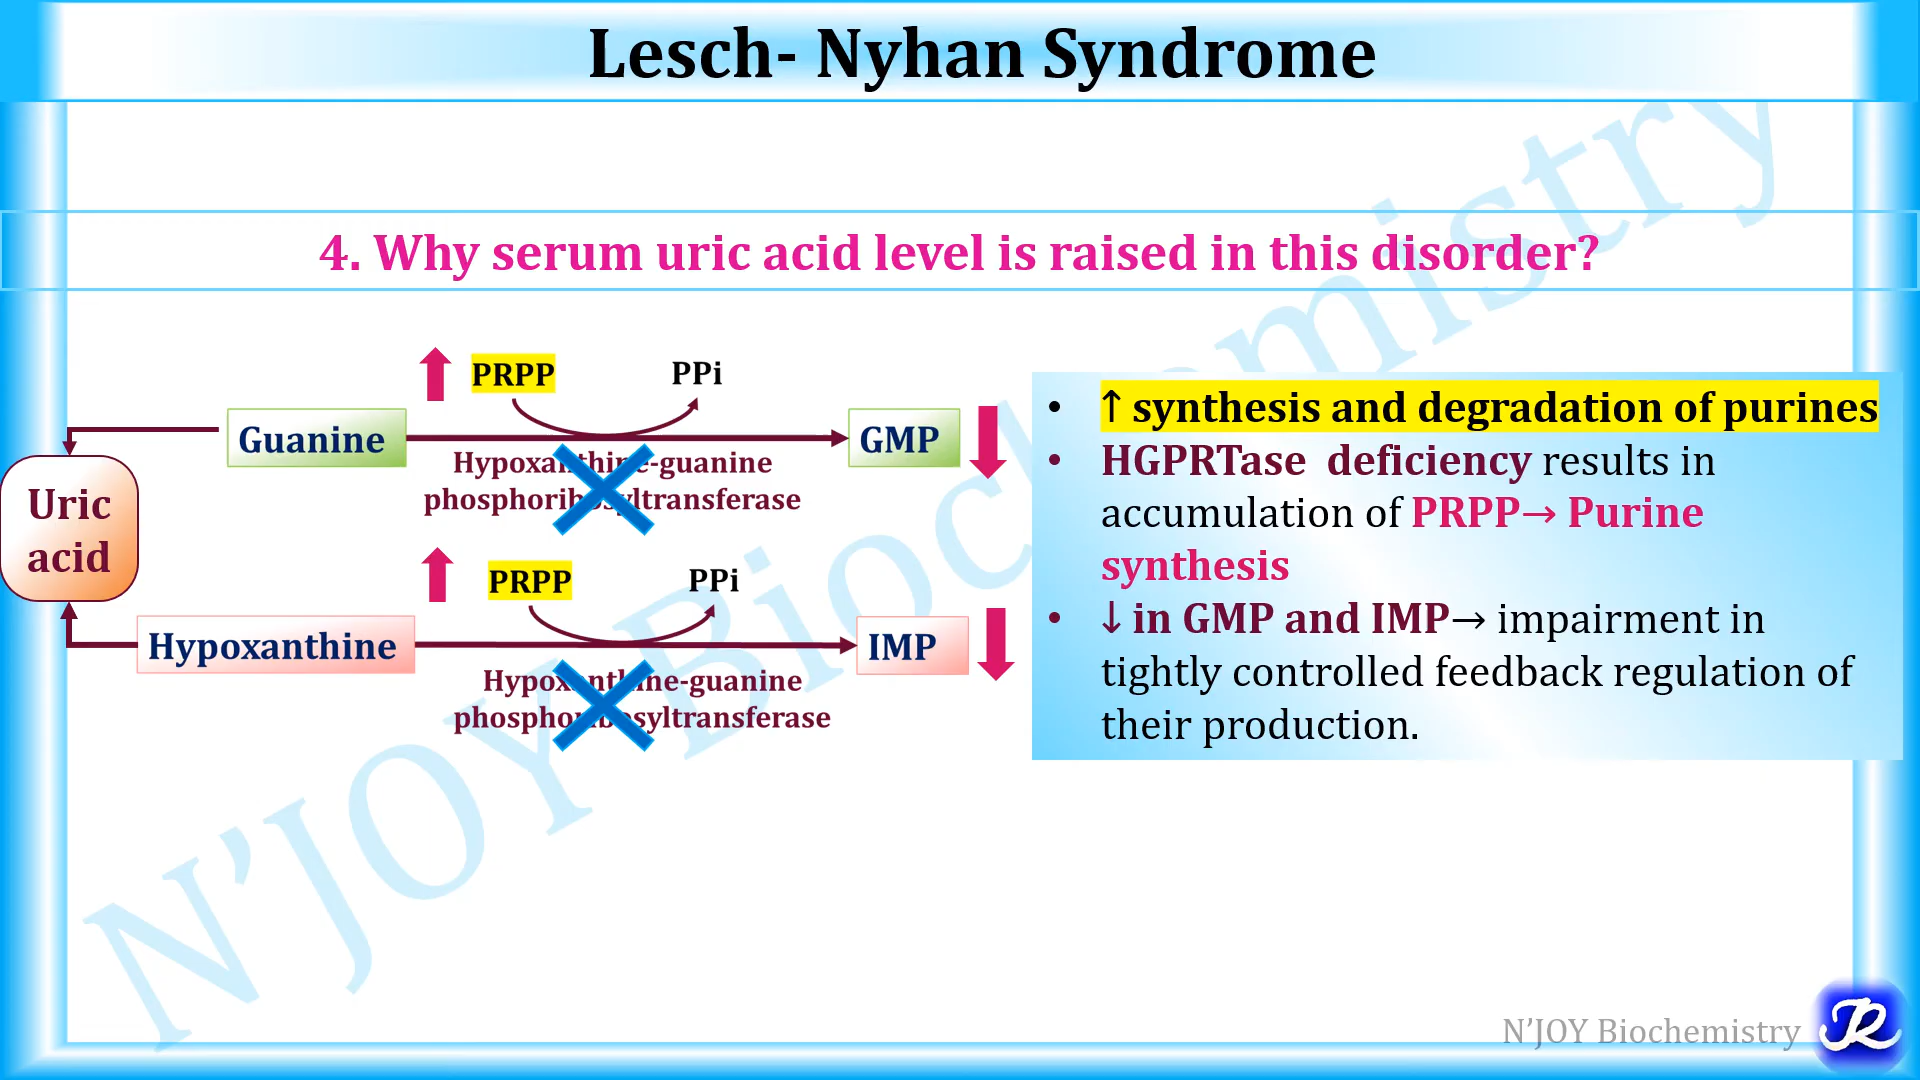 Lesch- Nyhan Syndrome
4. Why serum uric acid level is raised in this disorder?
PRPP
PPi
Guanine
GMP
Hypoxanthine-guanine
phosphoribosyltransferase
Uric
acid
PRPP
PPi
Hypoxanthine
IMP
Hypoxanthine-guanine
phosphoribosyltransferase
• ↑ synthesis and degradation of purines
• HGPRTase deficiency results in
accumulation of PRPP→ Purine
synthesis
• ↓ in GMP and IMP→ impairment in
tightly controlled feedback regulation of
their production.
N'JOY Biochemistry
N'JOY Biochemistry
JR